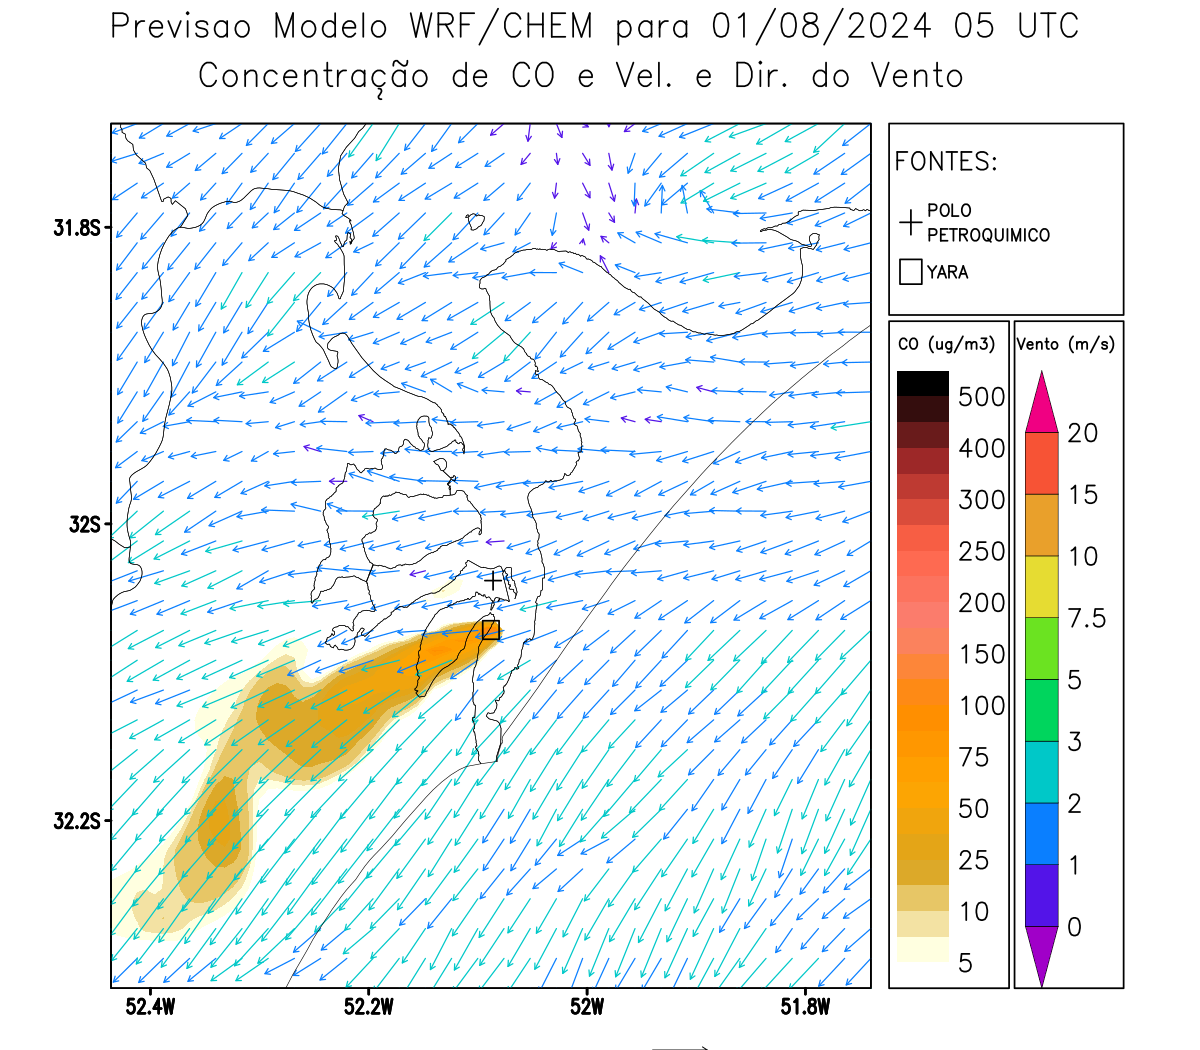 Previsao Modelo WRF/CHEM para 01/08/2024 05 UTC
Concentração de CO e Vel. e Dir. do Vento
FONTES:
POLO
PETROQUIMICO
YARA
CO (ug/m3)
500
400
300
250
200
150
100
75
50
25
10
5
Vento (m/s)
20
15
10
7.5
5
3
2
1
0
31.8S
32S
32.2S
52.4W 52.2W 52W 51.8W